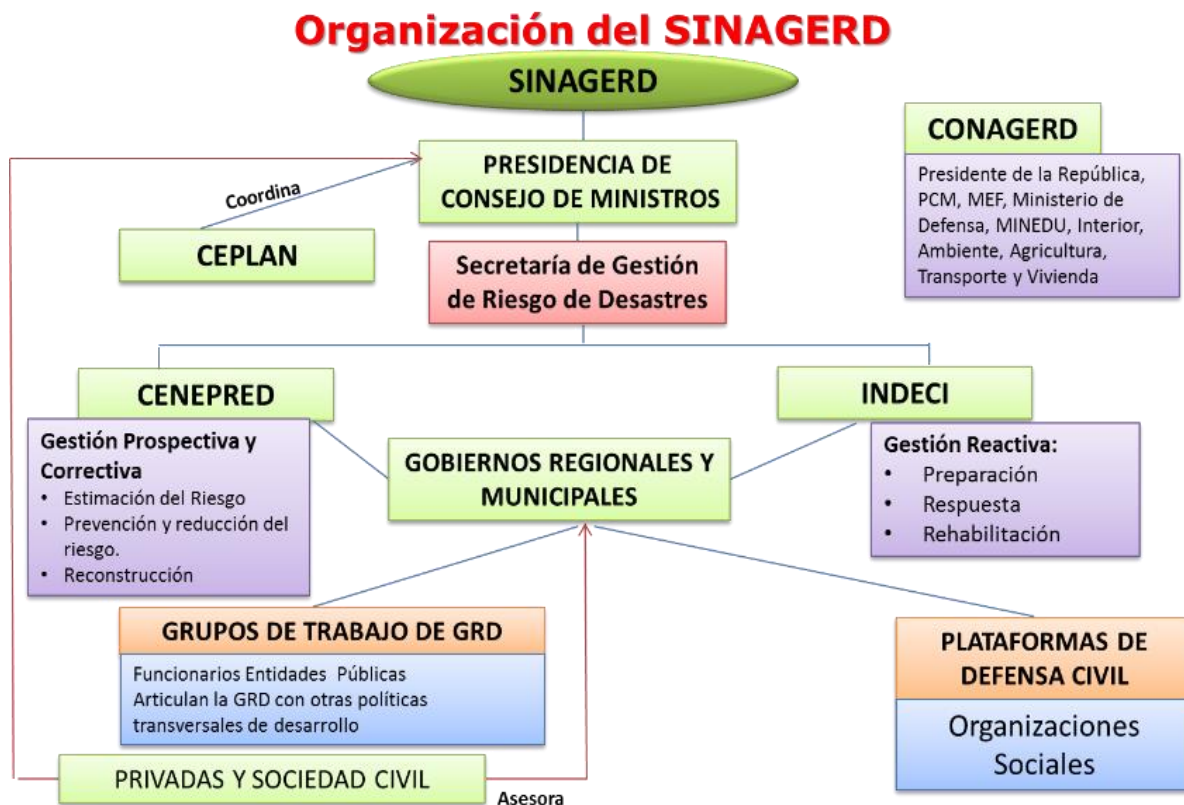 Organización del SINAGERD
SINAGERD
CONAGERD
Presidente de la República,
PCM, MEF, Ministerio de
Defensa, MINEDU, Interior,
Ambiente, Agricultura,
Transporte y Vivienda
PRESIDENCIA DE
CONSEJO DE MINISTROS
Coordina
CEPLAN
Secretaría de Gestión
de Riesgo de Desastres
CENEPRED
Gestión Prospectiva y
Correctiva
• Estimación del Riesgo
• Prevención y reducción del
riesgo.
• Reconstrucción
GOBIERNOS REGIONALES Y
MUNICIPALES
INDECI
Gestión Reactiva:
• Preparación
• Respuesta
• Rehabilitación
GRUPOS DE TRABAJO DE GRD
Funcionarios Entidades Públicas
Articulan la GRD con otras políticas
transversales de desarrollo
PLATAFORMAS DE
DEFENSA CIVIL
Organizaciones
Sociales
PRIVADAS Y SOCIEDAD CIVIL
Asesora